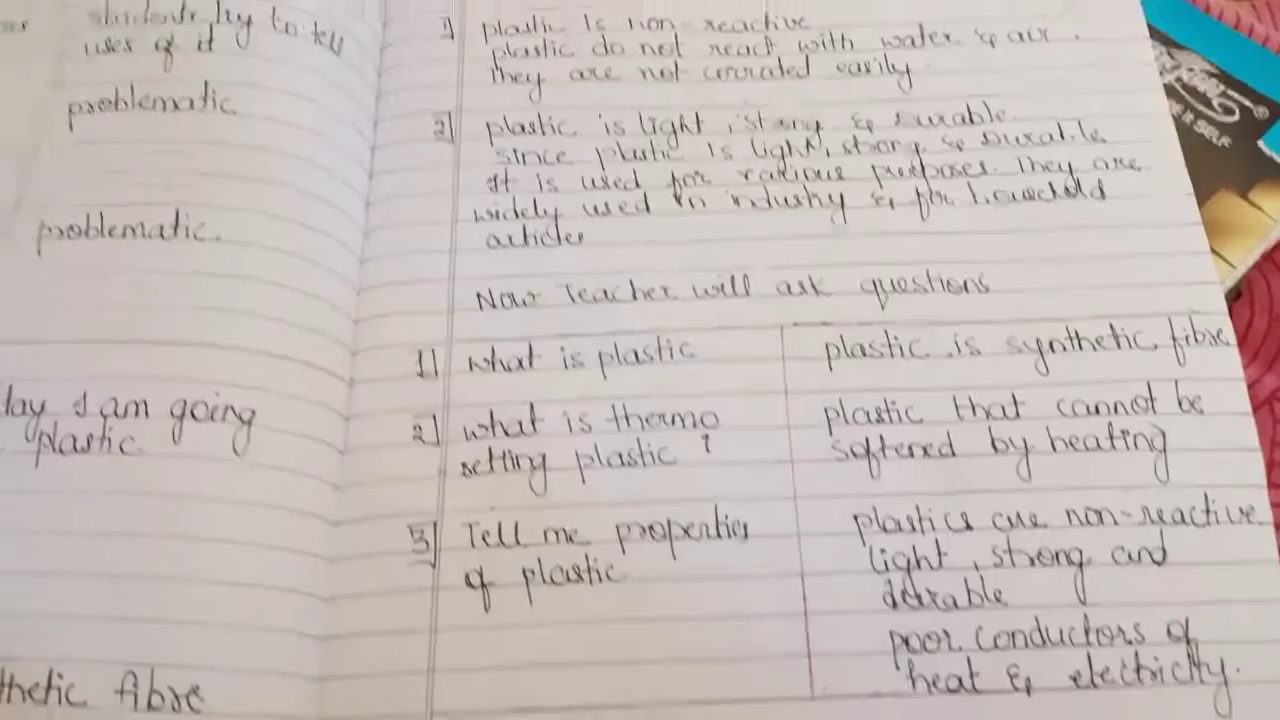 students try to tell
uses of it
problematic
problematic.
lay I am going
plastic.
thetic fibre
1) plastic is non reactive
plastic do not react with water & air.
They are not corroated easily
2) plastic is light, strong & durable.
since plastic is light, strong & Durable
It is used for various purposes. They are
widely used in industry & for household
articles
Now Teacher will ask questions
1) What is plastic
plastic is synthetic fibre
2) what is thermo
setting plastic ?
plastic that cannot be
softened by heating
3) Tell me properties
of plastic
plastics are non-reactive
light, strong and
durable
poor conductors of
heat & electricity.